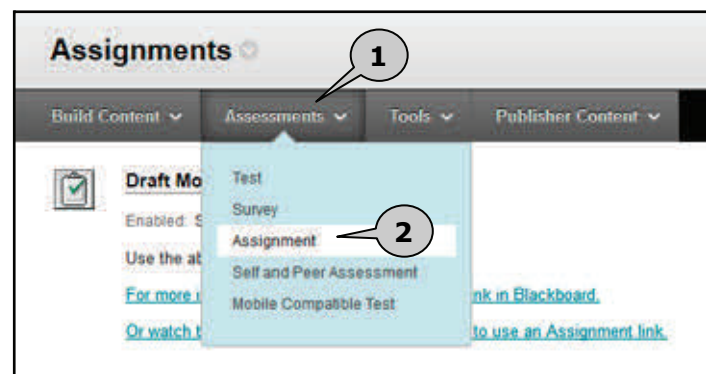 Assignments
1
Build Content Assessments Tools Publisher Content
Draft Mo
Enabled: S
Use the at
For more nk in Blackboard.
Or watch t to use an Assignment link.
Test
Survey
Assignment
2
Self and Peer Assessment
Mobile Compatible Test